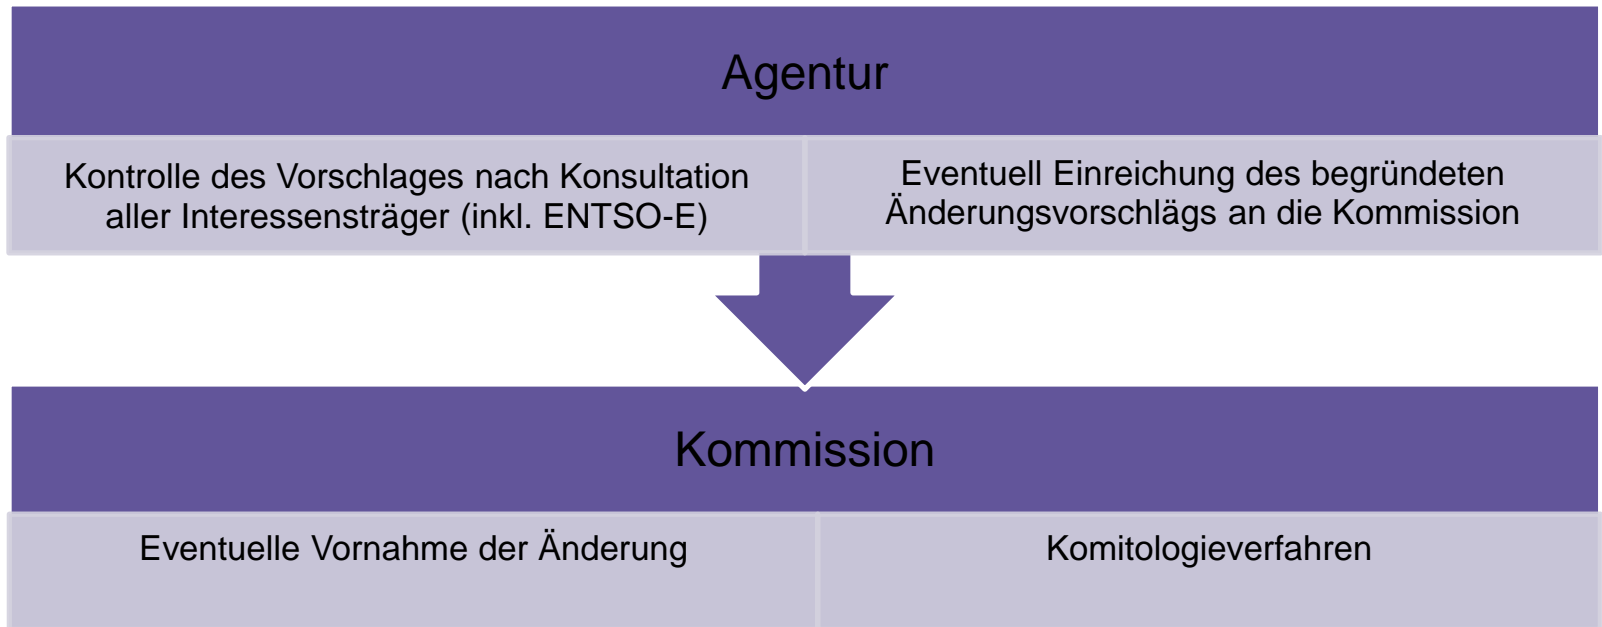 Agentur
Kontrolle des Vorschlages nach Konsultation
aller Interessensträger (inkl. ENTSO-E)
Eventuell Einreichung des begründeten
Änderungsvorschlägs an die Kommission
Kommission
Eventuelle Vornahme der Änderung
Komitologieverfahren